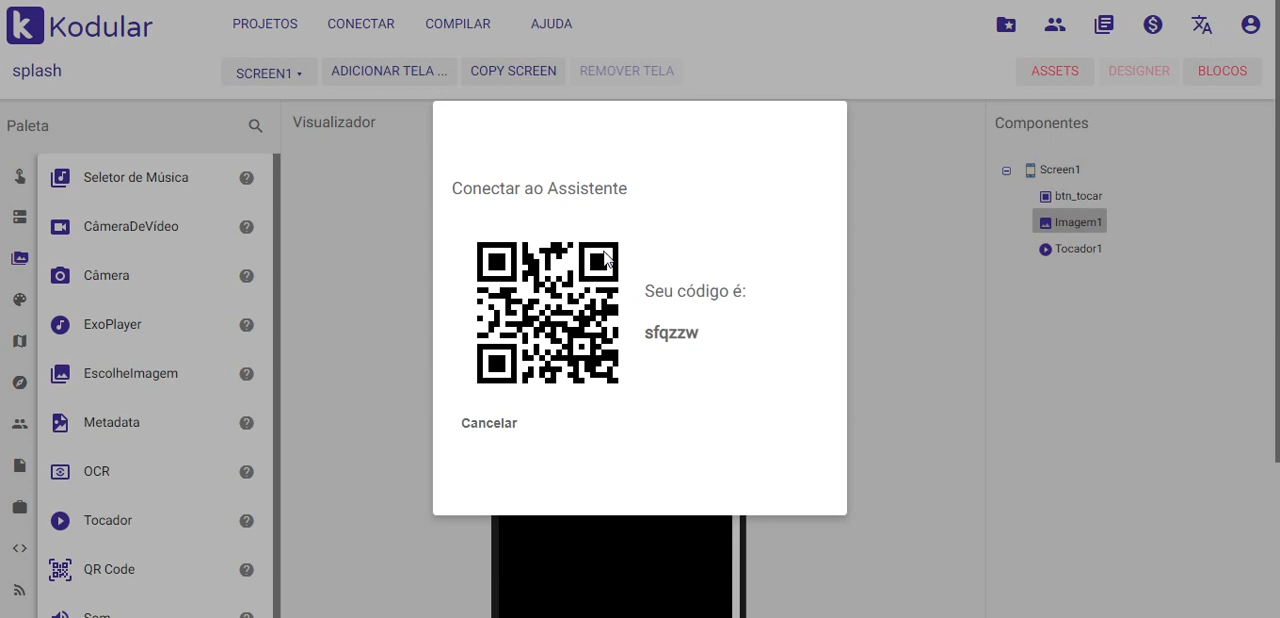 Kodular
PROJETOS
CONECTAR
COMPILAR
AJUDA
splash
SCREEN1
ADICIONAR TELA ...
COPY SCREEN
REMOVER TELA
ASSETS
DESIGNER
BLOCOS
Paleta
Seletor de Música
CâmeraDeVídeo
Câmera
ExoPlayer
EscolheImagem
Metadata
OCR
Tocador
QR Code
Som
Visualizador
Conectar ao Assistente
Seu código é:
sfqzzw
Cancelar
Componentes
Screen1
btn_tocar
Imagem1
Tocador1